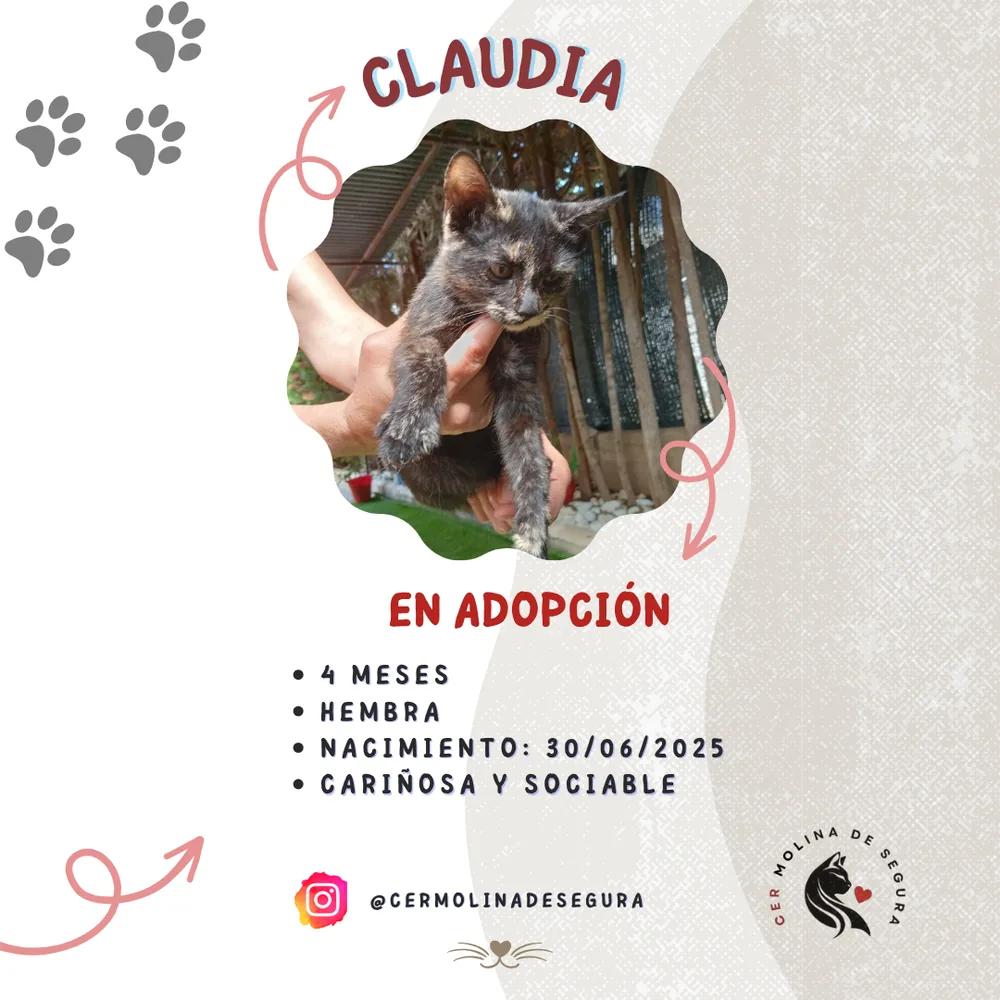 CLAUDIA
EN ADOPCIÓN
• 4 MESES
• HEMBRA
• NACIMIENTO: 30/06/2025
• CARIÑOSA Y SOCIABLE
@CERMOLINADESEGURA
CER MOLINA DE SEGURA